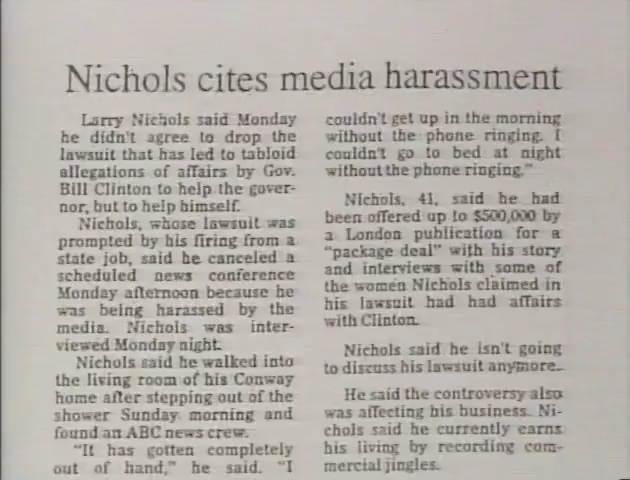 Nichols cites media harassment
Larry Nichols said Monday
he didn't agree to drop the
lawsuit that has led to tabloid
allegations of affairs by Gov.
Bill Clinton to help the gover-
nor, but to help himself.
Nichols, whose lawsuit was
prompted by his firing from a
state job, said he canceled a
scheduled news conference
Monday afternoon because he
was being harassed by the
media. Nichols was inter-
viewed Monday night.
Nichols said he walked into
the living room of his Conway
home after stepping out of the
shower Sunday morning and
found an ABC news crew.
"It has gotten completely
out of hand," he said. "I
couldn't get up in the morning
without the phone ringing. I
couldn't go to bed at night
without the phone ringing."
Nichols, 41, said he had
been offered up to $500,000 by
a London publication for a
"package deal" with his story
and interviews with some of
the women Nichols claimed in
his lawsuit had had affairs
with Clinton.
Nichols said he isn't going
to discuss his lawsuit anymore.
He said the controversy also
was affecting his business. Ni-
chols said he currently earns
his living by recording com-
mercial jingles.